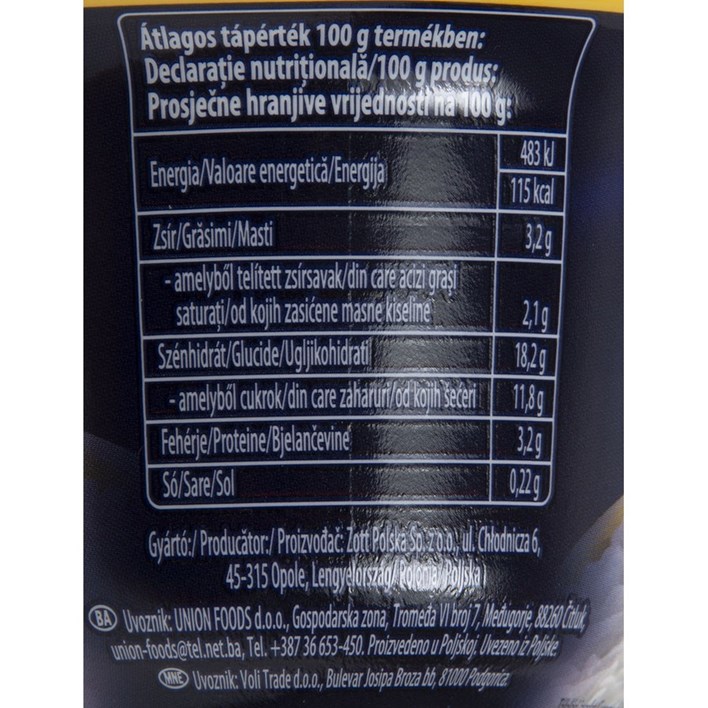 Átlagos tápérték 100 g termékben:
Declarație nutrițională/100 g produs:
Prosječne hranjive vrijednosti na 100 g:
Energia/Valoare energetică/Energija
483 kJ
115 kcal
Zsír/Grăsimi/Masti 3,2 g
- amelyből telített zsírsavak/din care acizi grași
saturați/od kojih zasićene masne kiseline 2,1 g
Szénhidrát/Glucide/Ugljikohidrati 18,2 g
- amelyből cukrok/din care zaharuri/od kojih šećeri 11,8 g
Fehérje/Proteine/Bjelančevine 3,2 g
Só/Sare/Sol 0,22 g
Gyártó:/ Producător:/ Proizvođač: Zott Polska Sp. z o.o., ul. Chłodnicza 6,
45-315 Opole, Lengyelország/Polonia/Poljska
BA Uvoznik: UNION FOODS d.o.o., Gospodarska zona, Tromeđa VI broj 7, Međugorje, 88260 Čitluk,
union-foods@tel.net.ba, Tel. +387 36 653-450. Proizvedeno u Poljskoj. Uvezeno iz Poljske.
MNE Uvoznik: Voli Trade d.o.o., Bulevar Josipa Broza bb, 81000 Podgorica.